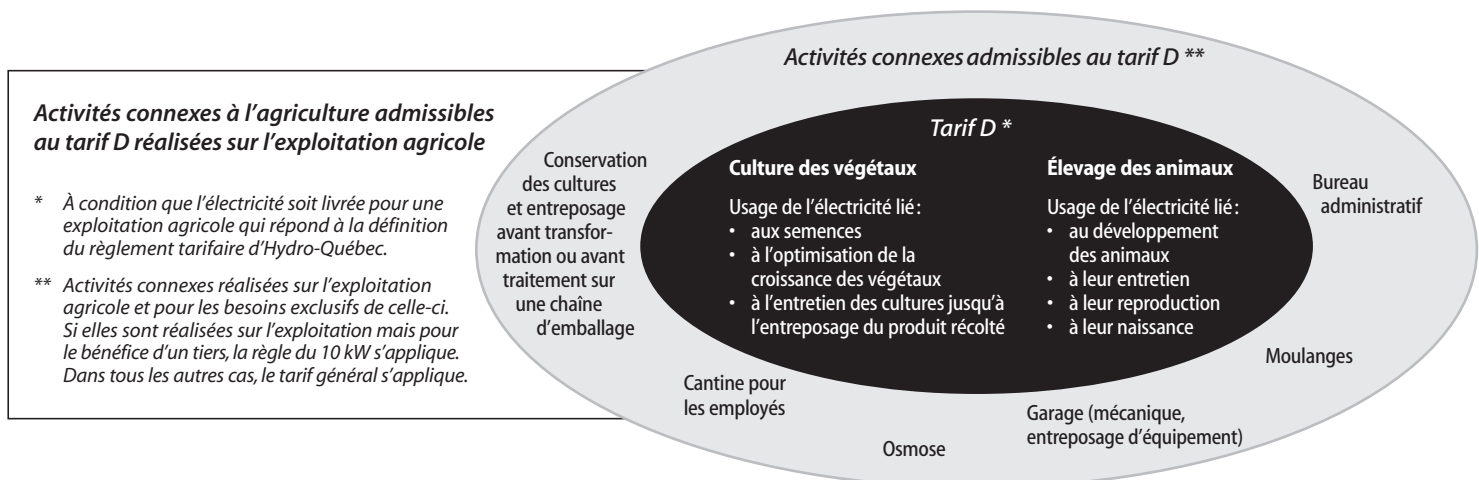 Activités connexes à l'agriculture admissibles
au tarif D réalisées sur l'exploitation agricole
* À condition que l'électricité soit livrée pour une
exploitation agricole qui répond à la définition
du règlement tarifaire d'Hydro-Québec.
** Activités connexes réalisées sur l'exploitation
agricole et pour les besoins exclusifs de celle-ci.
Si elles sont réalisées sur l'exploitation mais pour
le bénéfice d'un tiers, la règle du 10 kW s'applique.
Dans tous les autres cas, le tarif général s'applique.
Activités connexes admissibles au tarif D **
Tarif D *
Conservation
des cultures
et entreposage
avant transfor-
mation ou avant
traitement sur
une chaîne
d'emballage
Culture des végétaux
Usage de l'électricité lié :
• aux semences
• à l'optimisation de la
croissance des végétaux
• à l'entretien des cultures jusqu'à
l'entreposage du produit récolté
Élevage des animaux
Usage de l'électricité lié :
• au développement
des animaux
• à leur entretien
• à leur reproduction
• à leur naissance
Bureau
administratif
Moulanges
Cantine pour
les employés
Osmose
Garage (mécanique,
entreposage d'équipement)